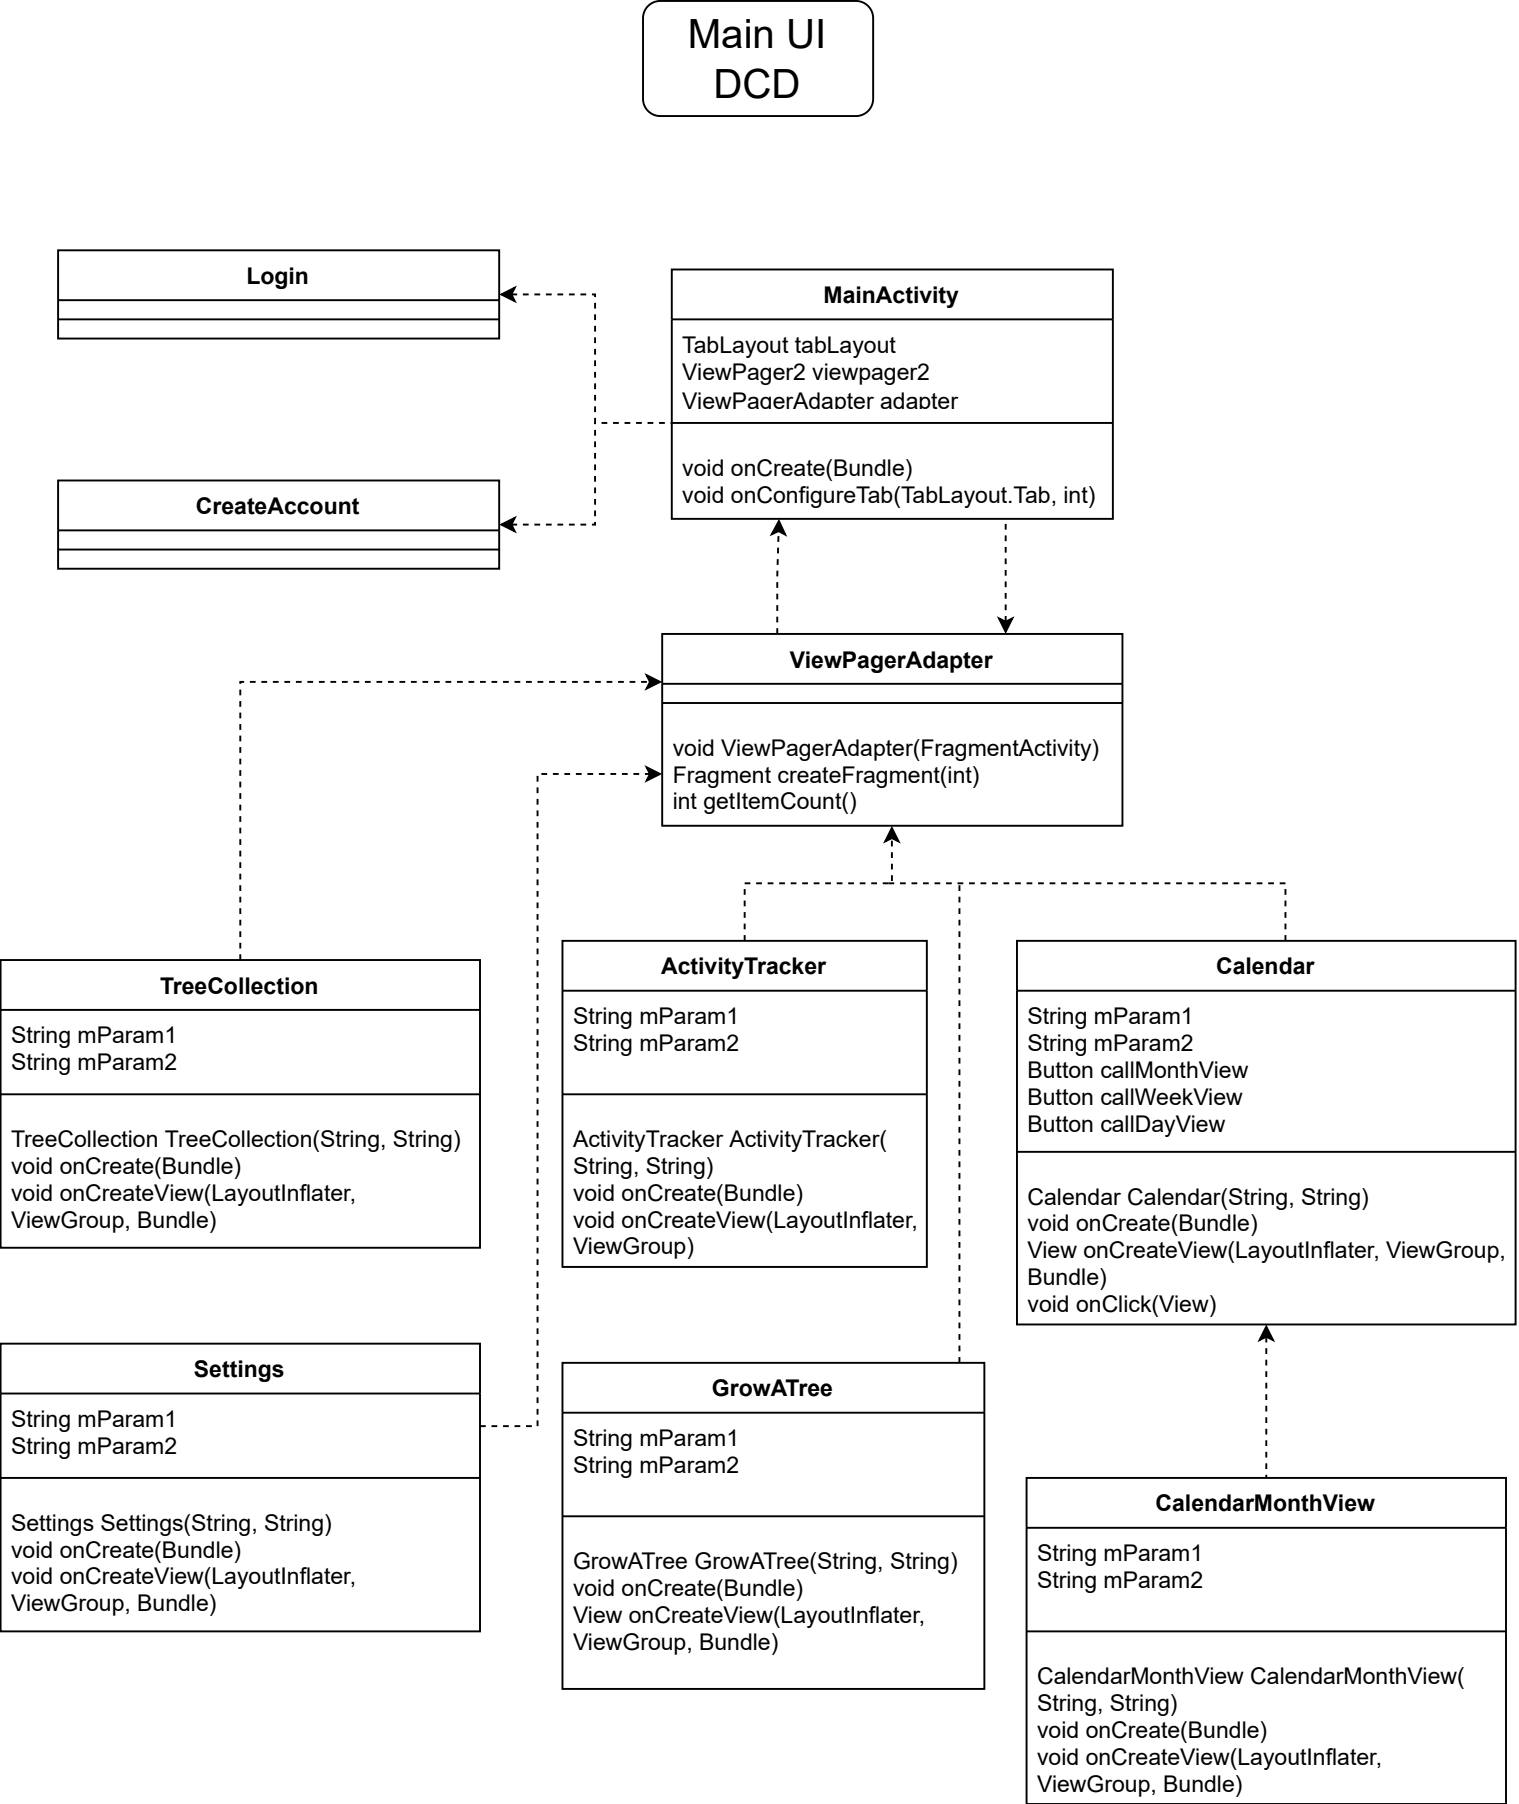 Main UI
DCD
Login
MainActivity
TabLayout tabLayout
ViewPager2 viewpager2
ViewPagerAdapter adapter
void onCreate(Bundle)
void onConfigureTab(TabLayout.Tab, int)
CreateAccount
ViewPagerAdapter
void ViewPagerAdapter(FragmentActivity)
Fragment createFragment(int)
int getItemCount()
TreeCollection
String mParam1
String mParam2
TreeCollection TreeCollection(String, String)
void onCreate(Bundle)
void onCreateView(LayoutInflater,
ViewGroup, Bundle)
ActivityTracker
String mParam1
String mParam2
ActivityTracker ActivityTracker(
String, String)
void onCreate(Bundle)
void onCreateView(LayoutInflater,
ViewGroup)
Calendar
String mParam1
String mParam2
Button callMonthView
Button callWeekView
Button callDayView
Calendar Calendar(String, String)
void onCreate(Bundle)
View onCreateView(LayoutInflater, ViewGroup,
Bundle)
void onClick(View)
Settings
String mParam1
String mParam2
Settings Settings(String, String)
void onCreate(Bundle)
void onCreateView(LayoutInflater,
ViewGroup, Bundle)
GrowATree
String mParam1
String mParam2
GrowATree GrowATree(String, String)
void onCreate(Bundle)
View onCreateView(LayoutInflater,
ViewGroup, Bundle)
CalendarMonthView
String mParam1
String mParam2
CalendarMonthView CalendarMonthView(
String, String)
void onCreate(Bundle)
void onCreateView(LayoutInflater,
ViewGroup, Bundle)